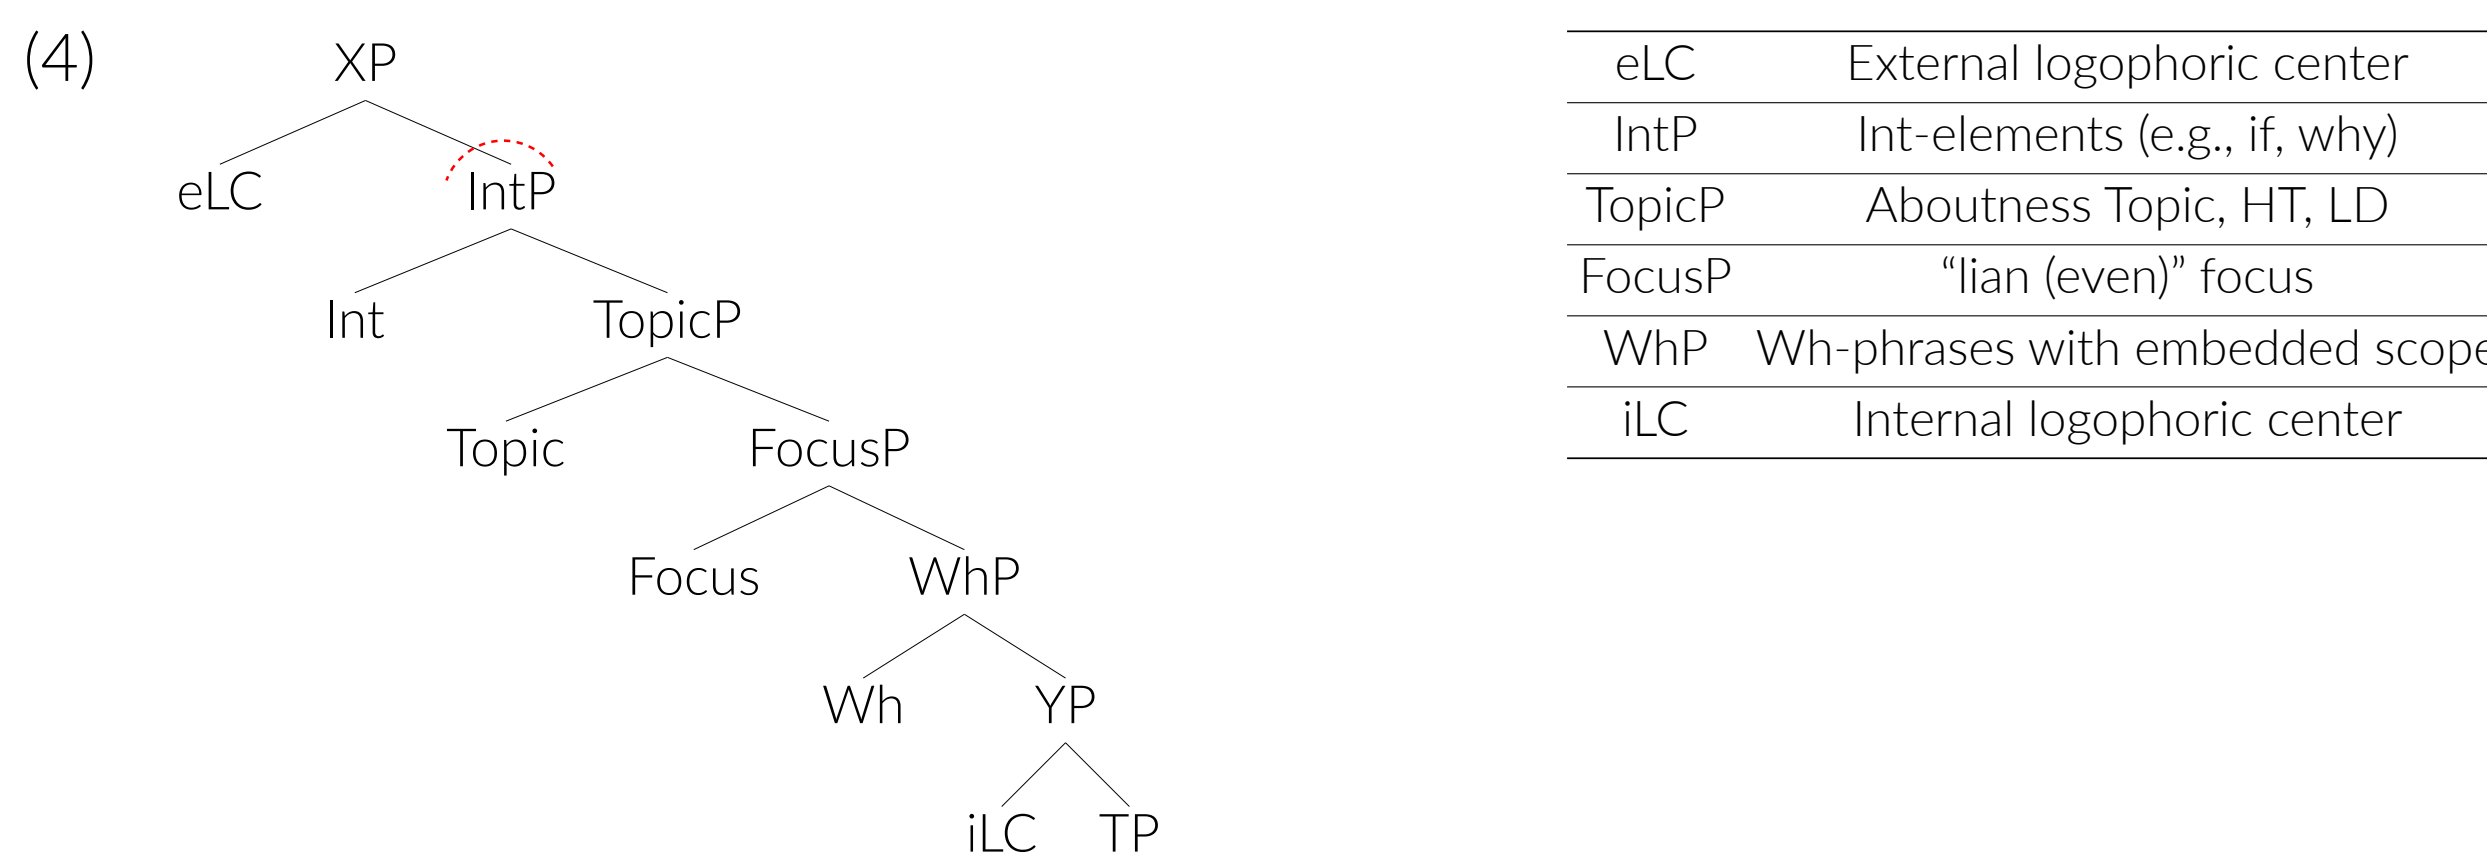 (4)
XP
eLC IntP
Int TopicP
Topic FocusP
Focus WhP
Wh YP
iLC TP
eLC External logophoric center
IntP Int-elements (e.g., if, why)
TopicP Aboutness Topic, HT, LD
FocusP “lian (even)” focus
WhP Wh-phrases with embedded scope
iLC Internal logophoric center